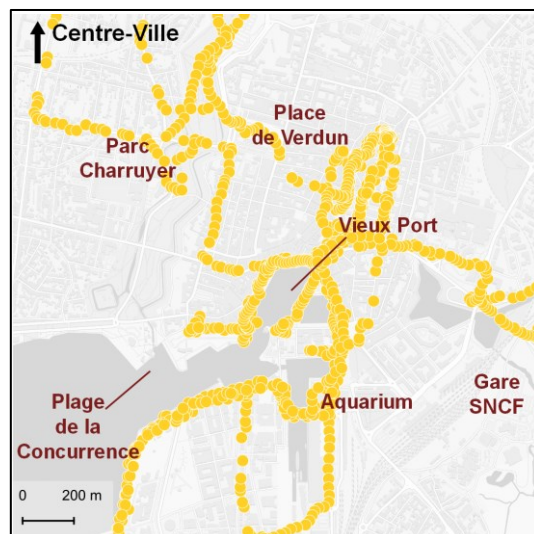 Centre-Ville
Place
de Verdun
Parc
Charruyer
Vieux Port
Plage
de la
Concurrence
Aquarium
Gare
SNCF
0 200 m